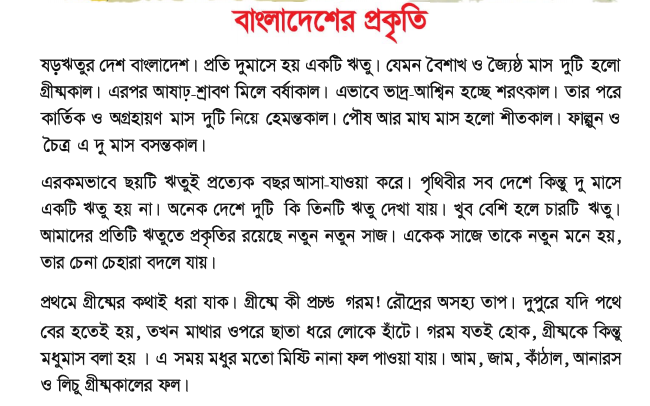 বাংলাদেশের প্রকৃতি
ষড়ঋতুর দেশ বাংলাদেশ। প্রতি দুমাসে হয় একটি ঋতু। যেমন বৈশাখ ও জ্যৈষ্ঠ মাস দুটি হলো
গ্রীষ্মকাল। এরপর আষাঢ়-শ্রাবণ মিলে বর্ষাকাল। এভাবে ভাদ্র-আশ্বিন হচ্ছে শরৎকাল। তার পরে
কার্তিক ও অগ্রহায়ণ মাস দুটি নিয়ে হেমন্তকাল। পৌষ আর মাঘ মাস হলো শীতকাল। ফাল্গুন ও
চৈত্র এ দু মাস বসন্তকাল।
এরকমভাবে ছয়টি ঋতুই প্রত্যেক বছর আসা-যাওয়া করে। পৃথিবীর সব দেশে কিন্তু দু মাসে
একটি ঋতু হয় না। অনেক দেশে দুটি কি তিনটি ঋতু দেখা যায়। খুব বেশি হলে চারটি ঋতু।
আমাদের প্রতিটি ঋতুতে প্রকৃতির রয়েছে নতুন নতুন সাজ। একেক সাজে তাকে নতুন মনে হয়,
তার চেনা চেহারা বদলে যায়।
প্রথমে গ্রীষ্মের কথাই ধরা যাক। গ্রীষ্মে কী প্রচন্ড গরম! রৌদ্রের অসহ্য তাপ। দুপুরে যদি পথে
বের হতেই হয়, তখন মাথার ওপরে ছাতা ধরে লোকে হাঁটে। গরম যতই হোক, গ্রীষ্মকে কিন্তু
মধুমাস বলা হয় । এ সময় মধুর মতো মিষ্টি নানা ফল পাওয়া যায়। আম, জাম, কাঁঠাল, আনারস
ও লিচু গ্রীষ্মকালের ফল।